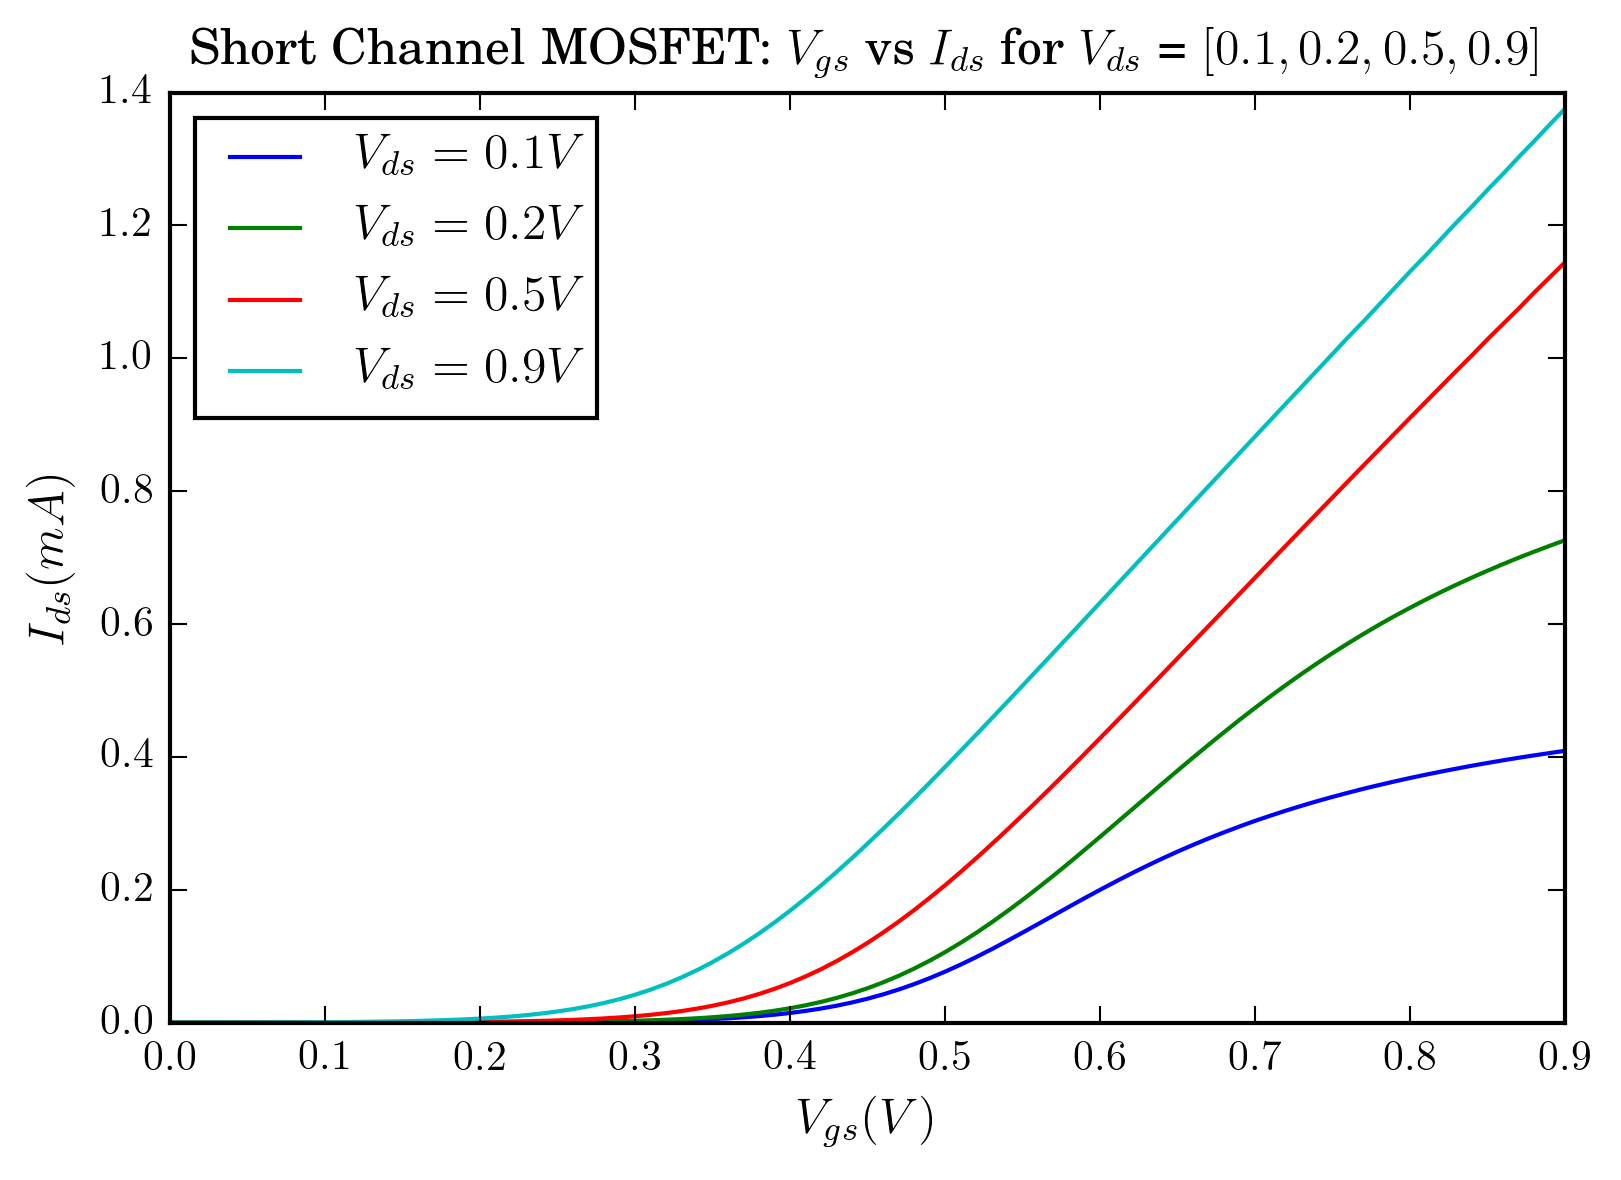 Short Channel MOSFET: V_gs vs I_ds for V_ds = [0.1, 0.2, 0.5, 0.9]
V_ds = 0.1V
V_ds = 0.2V
V_ds = 0.5V
V_ds = 0.9V
1.4
1.2
1.0
0.8
0.6
0.4
0.2
0.0
I_ds(mA)
0.0 0.1 0.2 0.3 0.4 0.5 0.6 0.7 0.8 0.9
V_gs(V)